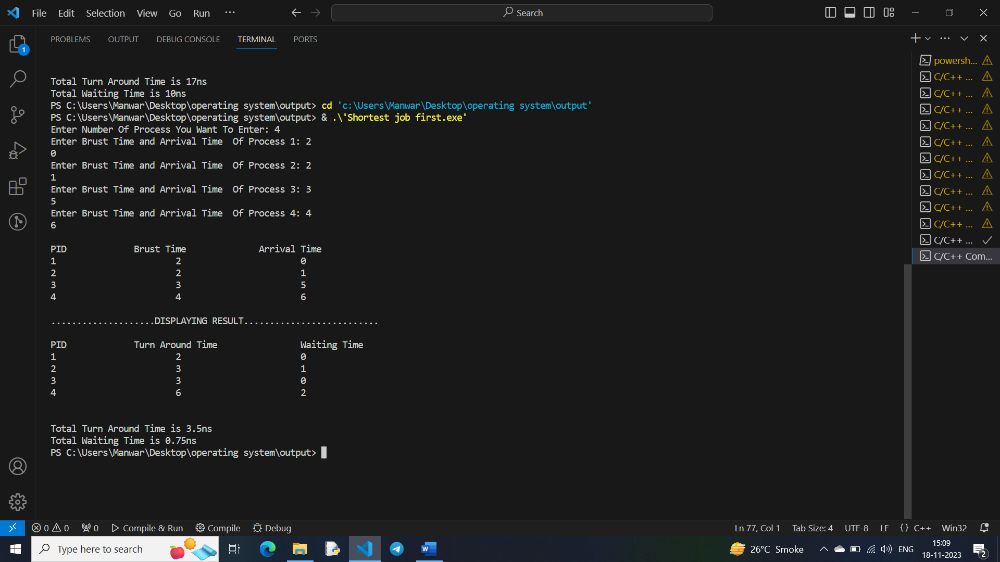 File Edit Selection View Go Run ···
Search
PROBLEMS OUTPUT DEBUG CONSOLE TERMINAL PORTS
1
Total Turn Around Time is 17ns
Total Waiting Time is 10ns
PS C:\Users\Manwar\Desktop\operating system\output> cd 'c:\Users\Manwar\Desktop\operating system\output'
PS C:\Users\Manwar\Desktop\operating system\output> & .\'Shortest job first.exe'
Enter Number Of Process You Want To Enter: 4
Enter Brust Time and Arrival Time  Of Process 1: 2
0
Enter Brust Time and Arrival Time  Of Process 2: 2
1
Enter Brust Time and Arrival Time  Of Process 3: 3
5
Enter Brust Time and Arrival Time  Of Process 4: 4
6
PID Brust Time Arrival Time
1 2 0
2 2 1
3 3 5
4 4 6
....................DISPLAYING RESULT..........................
PID Turn Around Time Waiting Time
1 2 0
2 3 1
3 3 0
4 6 2
Total Turn Around Time is 3.5ns
Total Waiting Time is 0.75ns
PS C:\Users\Manwar\Desktop\operating system\output>
powersh...
C/C++ ...
C/C++ ...
C/C++ ...
C/C++ ...
C/C++ ...
C/C++ ...
C/C++ ...
C/C++ ...
C/C++ ...
C/C++ ...
C/C++ ...
C/C++ Com...
0 0 0 Compile & Run Compile Debug Ln 77, Col 1 Tab Size: 4 UTF-8 LF {} C++ Win32
Type here to search W 26°C Smoke ENG 15:09
18-11-2023 2